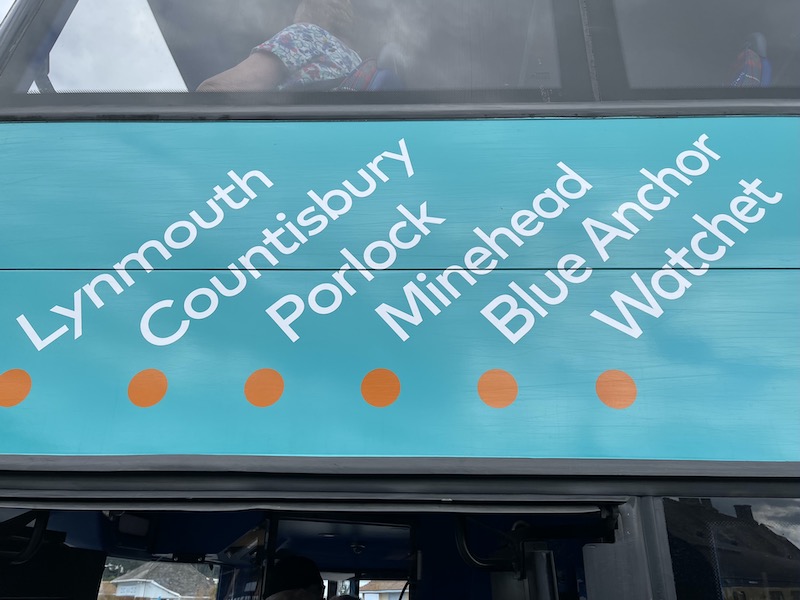 Lynmouth
Countisbury
Porlock
Minehead
Blue Anchor
Watchet